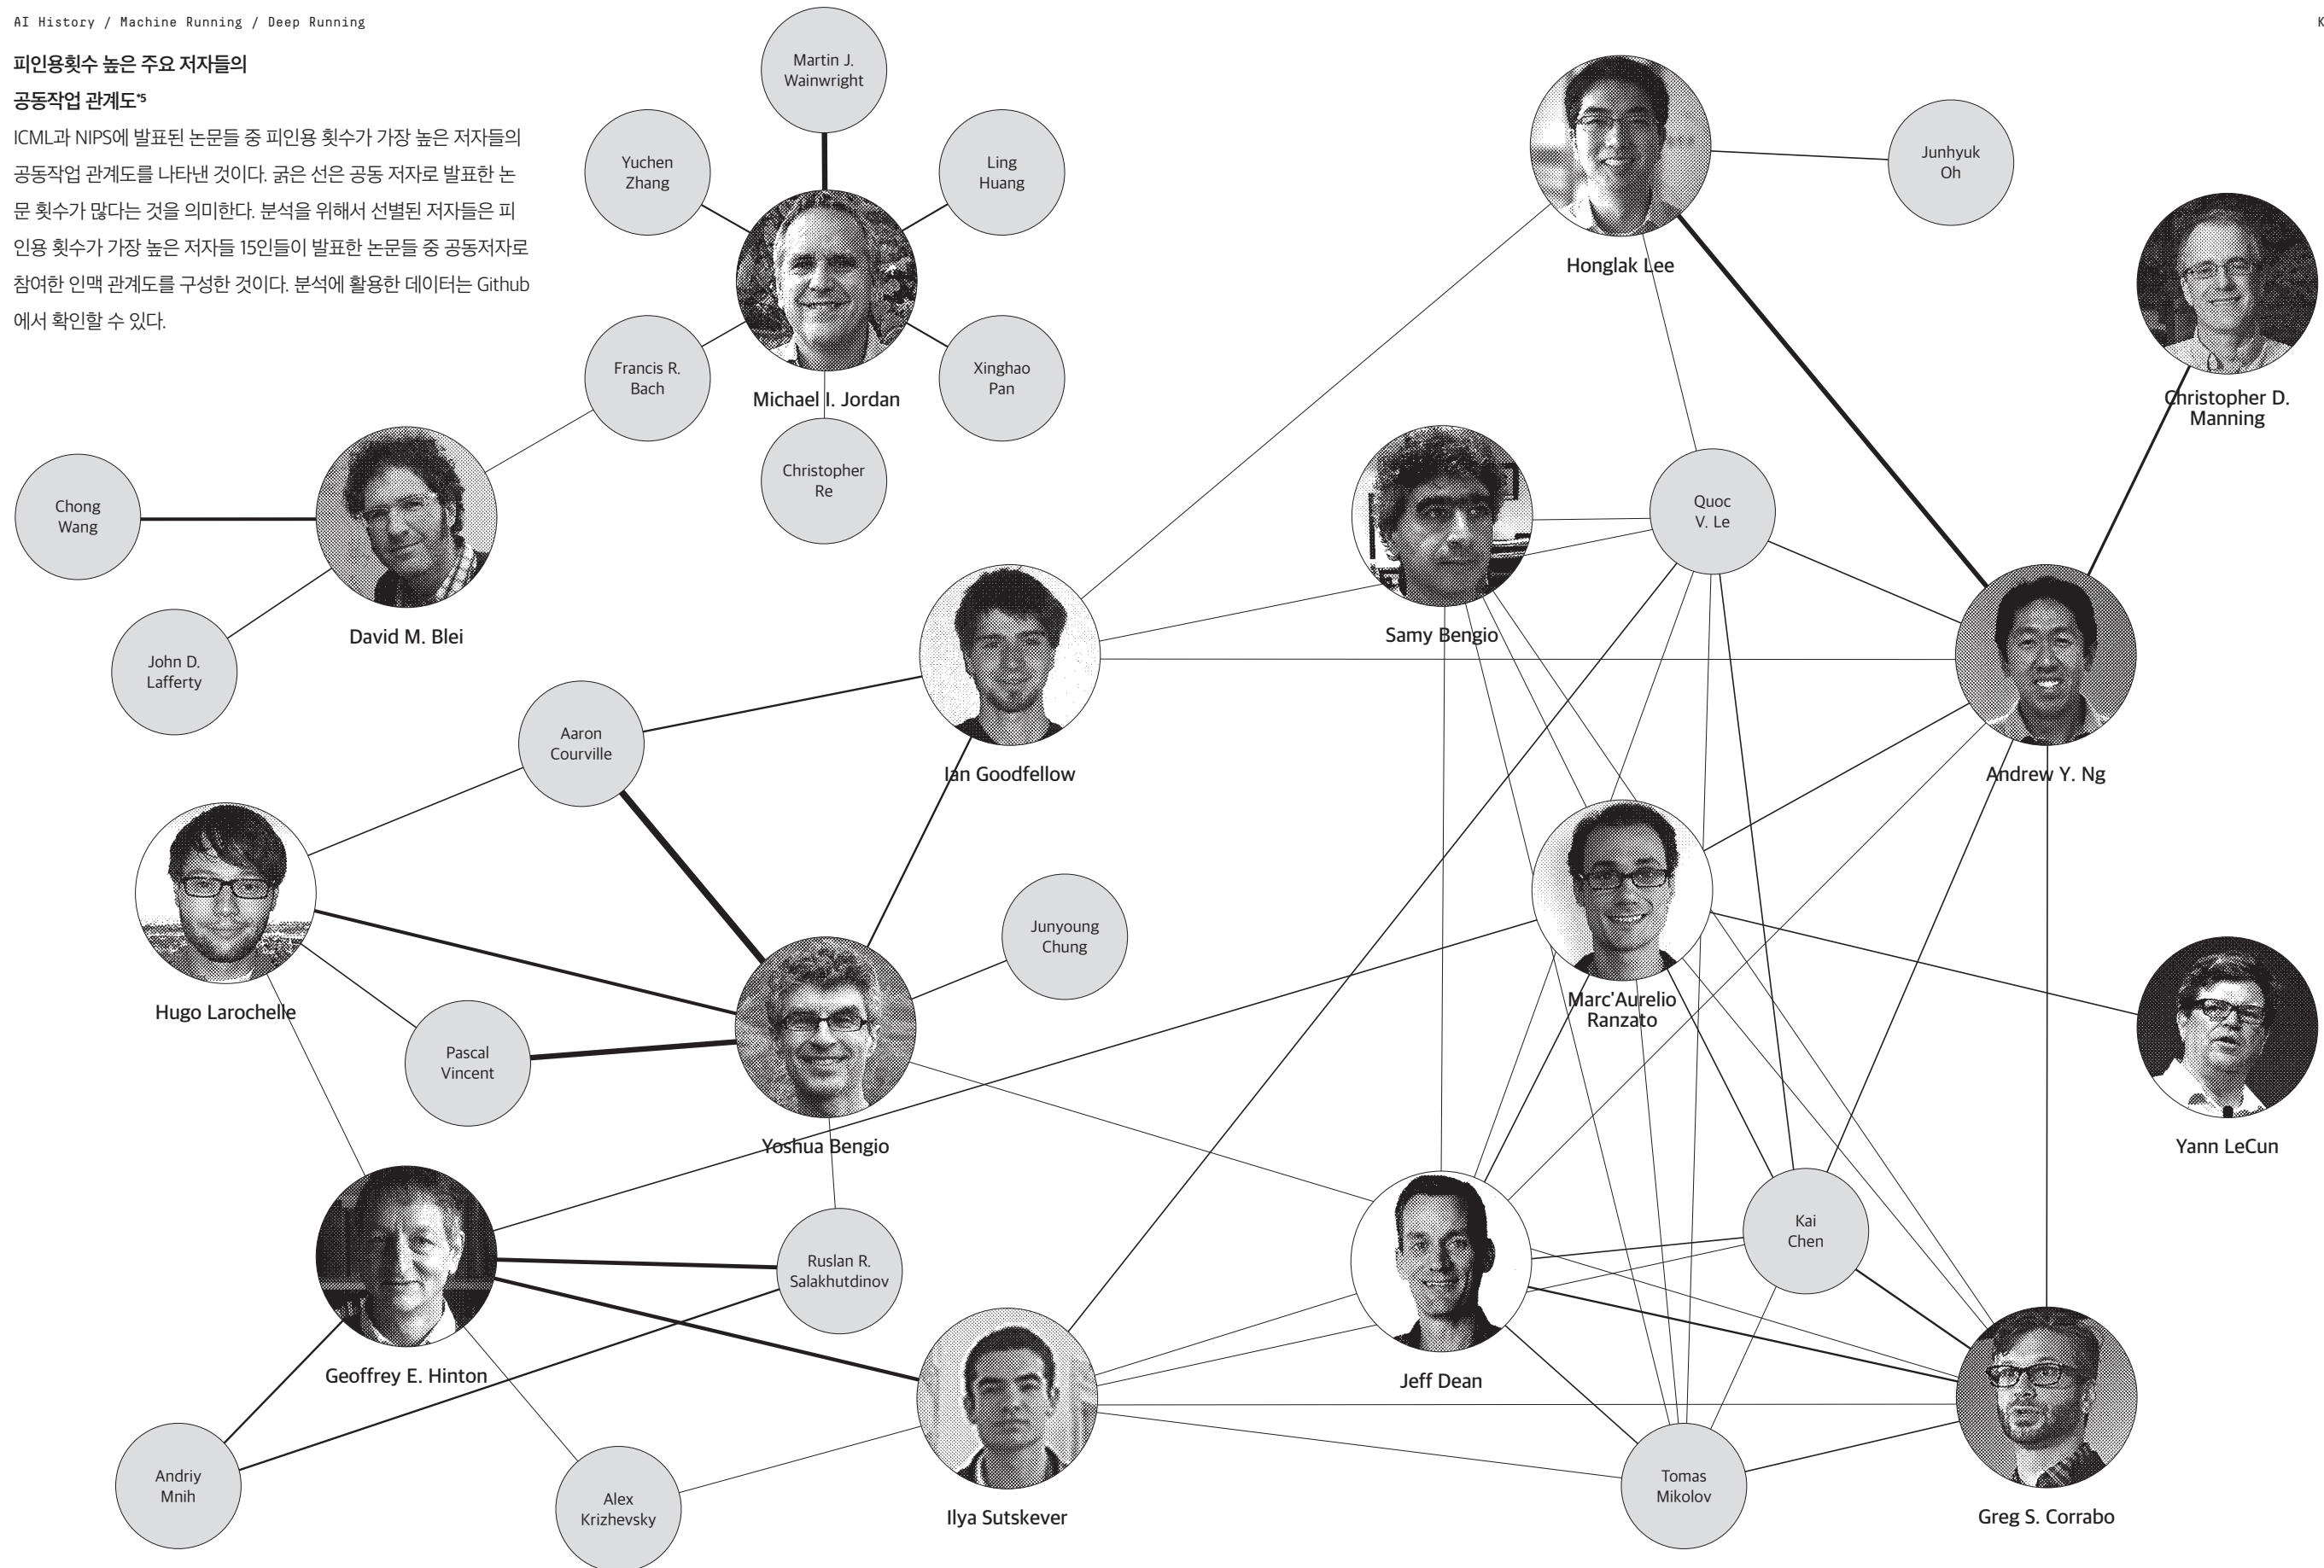 AI History / Machine Running / Deep Running
K
피인용횟수 높은 주요 저자들의
공동작업 관계도*5
ICML과 NIPS에 발표된 논문들 중 피인용 횟수가 가장 높은 저자들의
공동작업 관계도를 나타낸 것이다. 굵은 선은 공동 저자로 발표한 논
문 횟수가 많다는 것을 의미한다. 분석을 위해서 선별된 저자들은 피
인용 횟수가 가장 높은 저자들 15인들이 발표한 논문들 중 공동저자로
참여한 인맥 관계도를 구성한 것이다. 분석에 활용한 데이터는 Github
에서 확인할 수 있다.
Martin J.
Wainwright
Yuchen
Zhang
Ling
Huang
Junhyuk
Oh
Honglak Lee
Francis R.
Bach
Xinghao
Pan
Michael I. Jordan
Christopher D.
Manning
Christopher
Re
Chong
Wang
Quoc
V. Le
David M. Blei
Samy Bengio
John D.
Lafferty
Aaron
Courville
Ian Goodfellow
Andrew Y. Ng
Junyoung
Chung
Hugo Larochelle
Marc'Aurelio
Ranzato
Pascal
Vincent
Yoshua Bengio
Yann LeCun
Kai
Chen
Ruslan R.
Salakhutdinov
Geoffrey E. Hinton
Jeff Dean
Andriy
Mnih
Alex
Krizhevsky
Ilya Sutskever
Tomas
Mikolov
Greg S. Corrabo